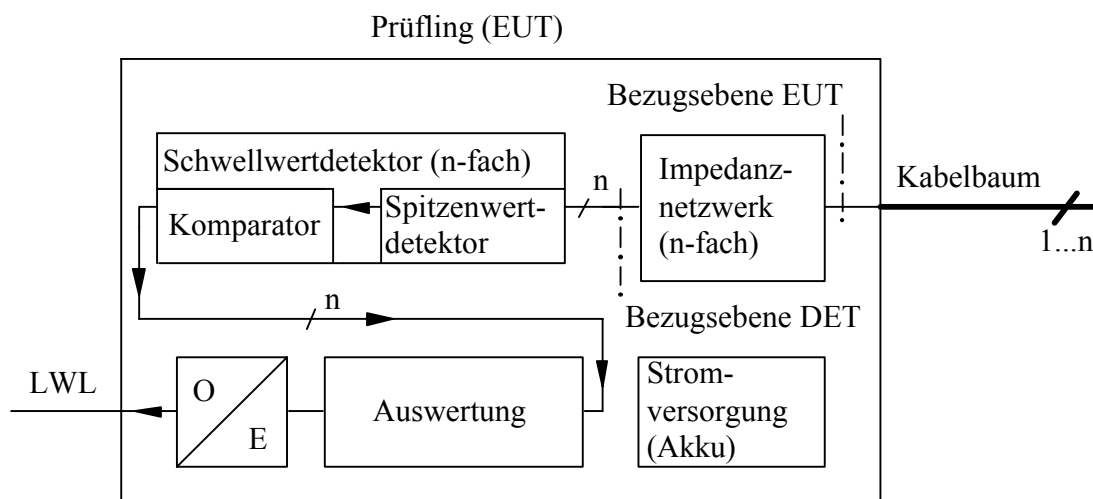 Prüfling (EUT)
Bezugsebene EUT
Schwellwertdetektor (n-fach)
n
Impedanz-
netzwerk
(n-fach)
Kabelbaum
Komparator
Spitzenwert-
detektor
1...n
n
Bezugsebene DET
LWL
O
E
Auswertung
Strom-
versorgung
(Akku)